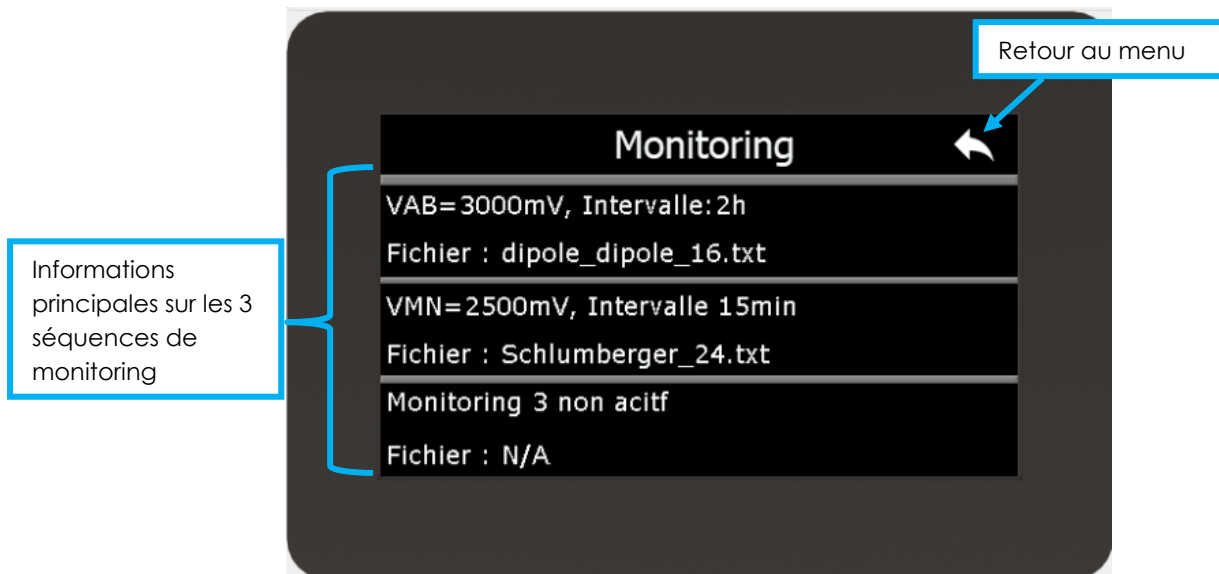 Retour au menu
Monitoring
VAB=3000mV, Intervalle:2h
Fichier : dipole_dipole_16.txt
Informations
principales sur les 3
séquences de
monitoring
VMN=2500mV, Intervalle 15min
Fichier : Schlumberger_24.txt
Monitoring 3 non acitf
Fichier : N/A